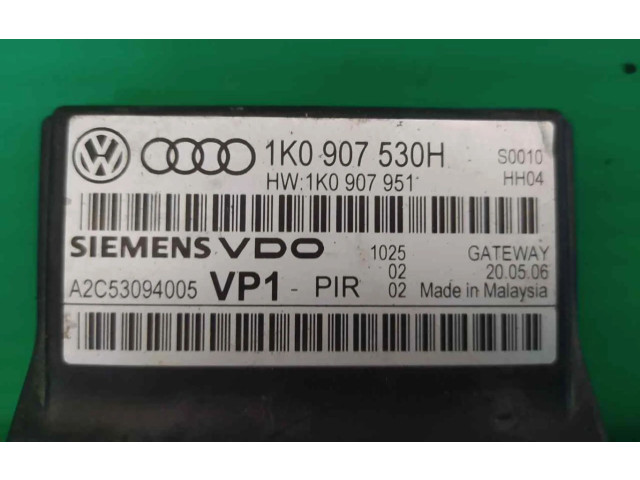 1K0 907 530H S0010
HW:1K0 907 951 HH04
SIEMENS VDO 1025 GATEWAY
02 20.05.06
A2C53094005 VP1 - PIR 02 Made in Malaysia